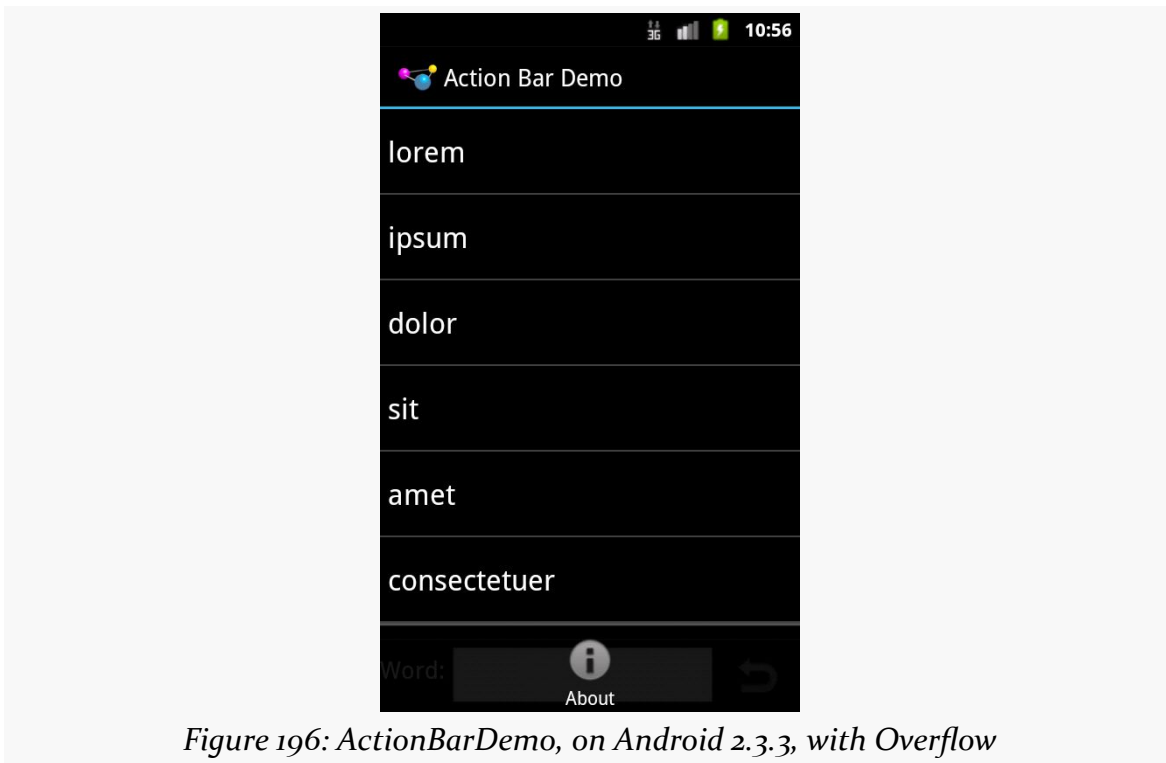 3G 10:56
Action Bar Demo
lorem
ipsum
dolor
sit
amet
consectetuer
Word:
About
Figure 196: ActionBarDemo, on Android 2.3.3, with Overflow